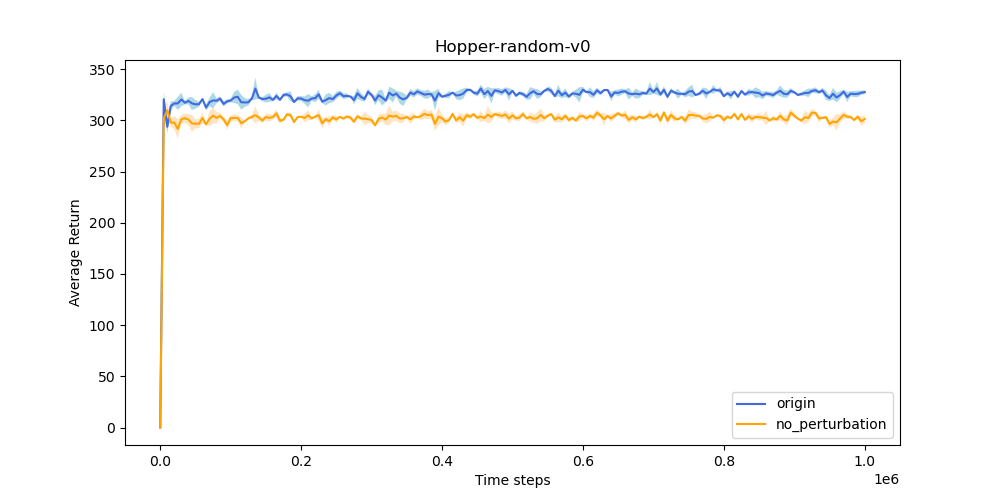 Hopper-random-v0
Average Return
350
300
250
200
150
100
50
0
0.0 0.2 0.4 0.6 0.8 1.0
1e6
Time steps
origin
no_perturbation